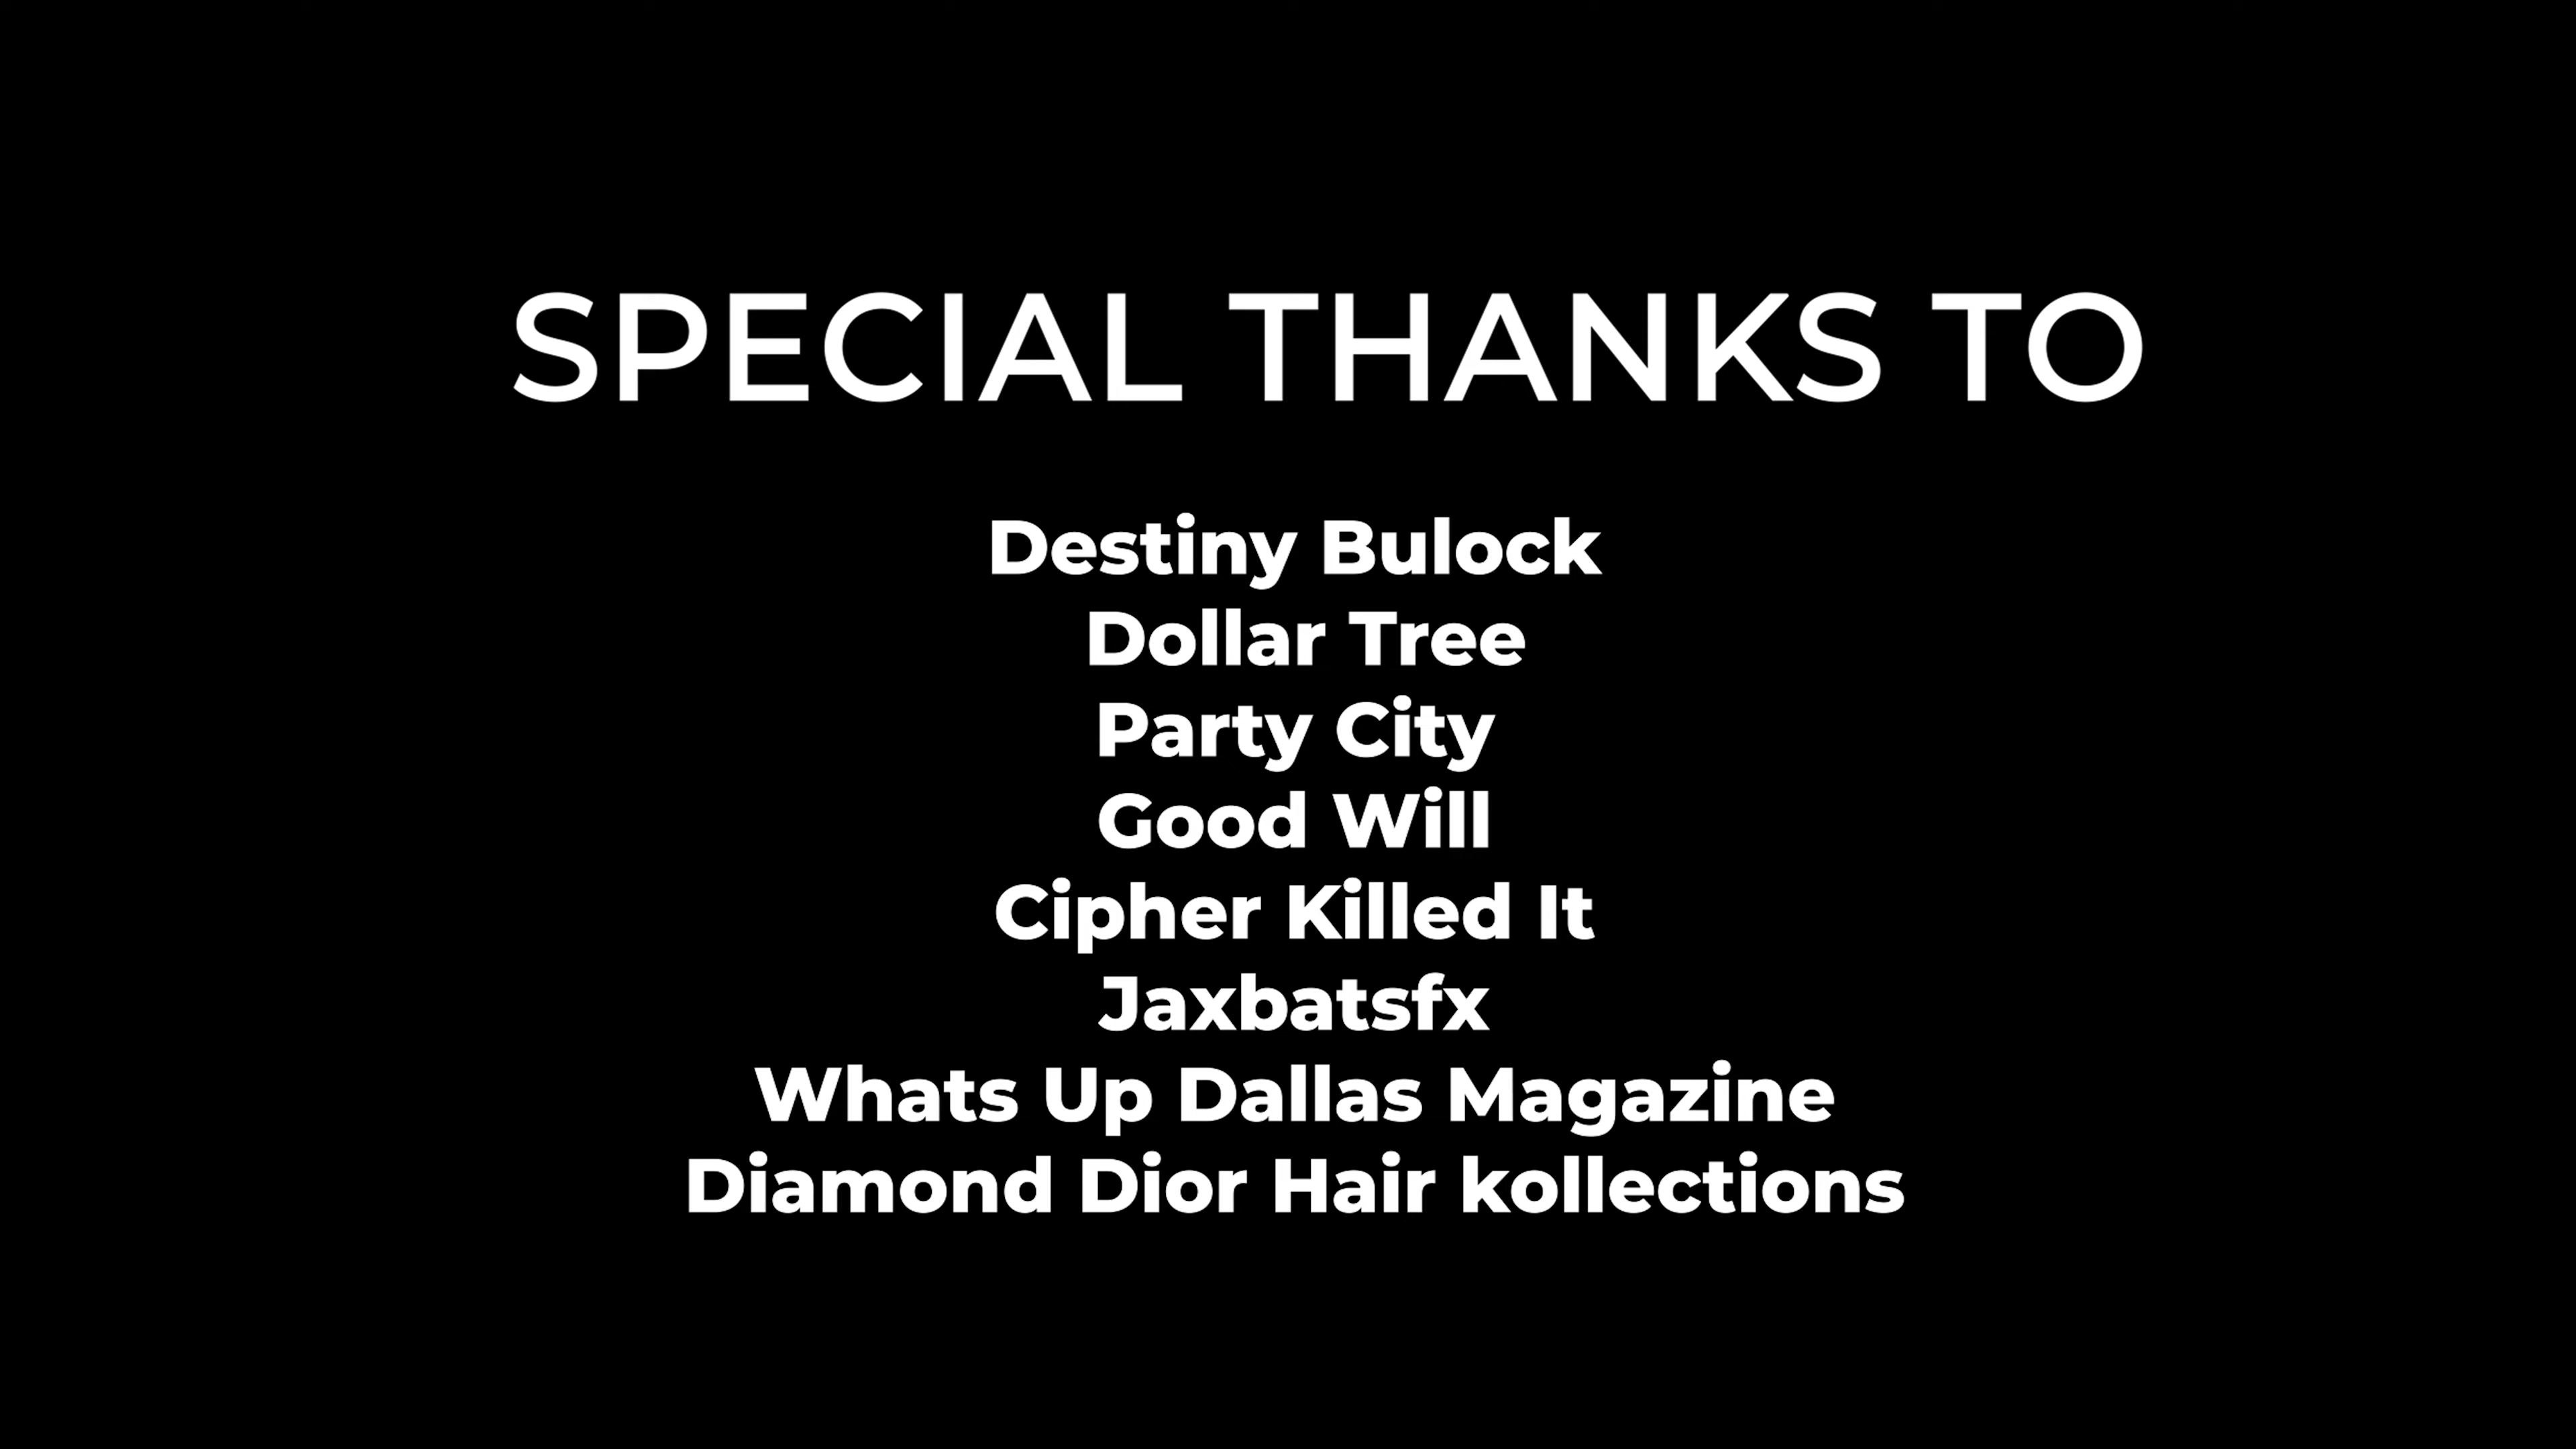 SPECIAL THANKS TO
Destiny Bulock
Dollar Tree
Party City
Good Will
Cipher Killed It
Jaxbatsfx
Whats Up Dallas Magazine
Diamond Dior Hair kollections